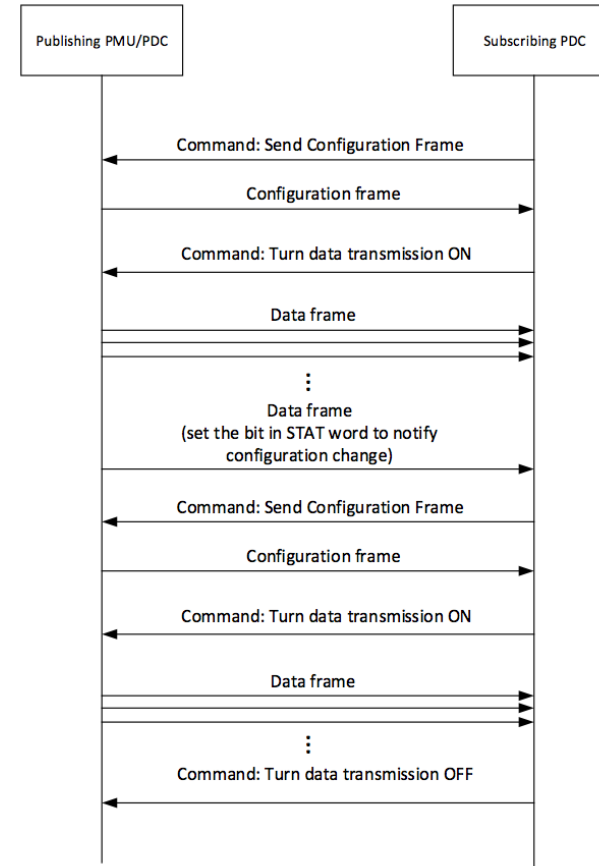 Publishing PMU/PDC
Subscribing PDC
Command: Send Configuration Frame
Configuration frame
Command: Turn data transmission ON
Data frame
Data frame
(set the bit in STAT word to notify
configuration change)
Command: Send Configuration Frame
Configuration frame
Command: Turn data transmission ON
Data frame
Command: Turn data transmission OFF